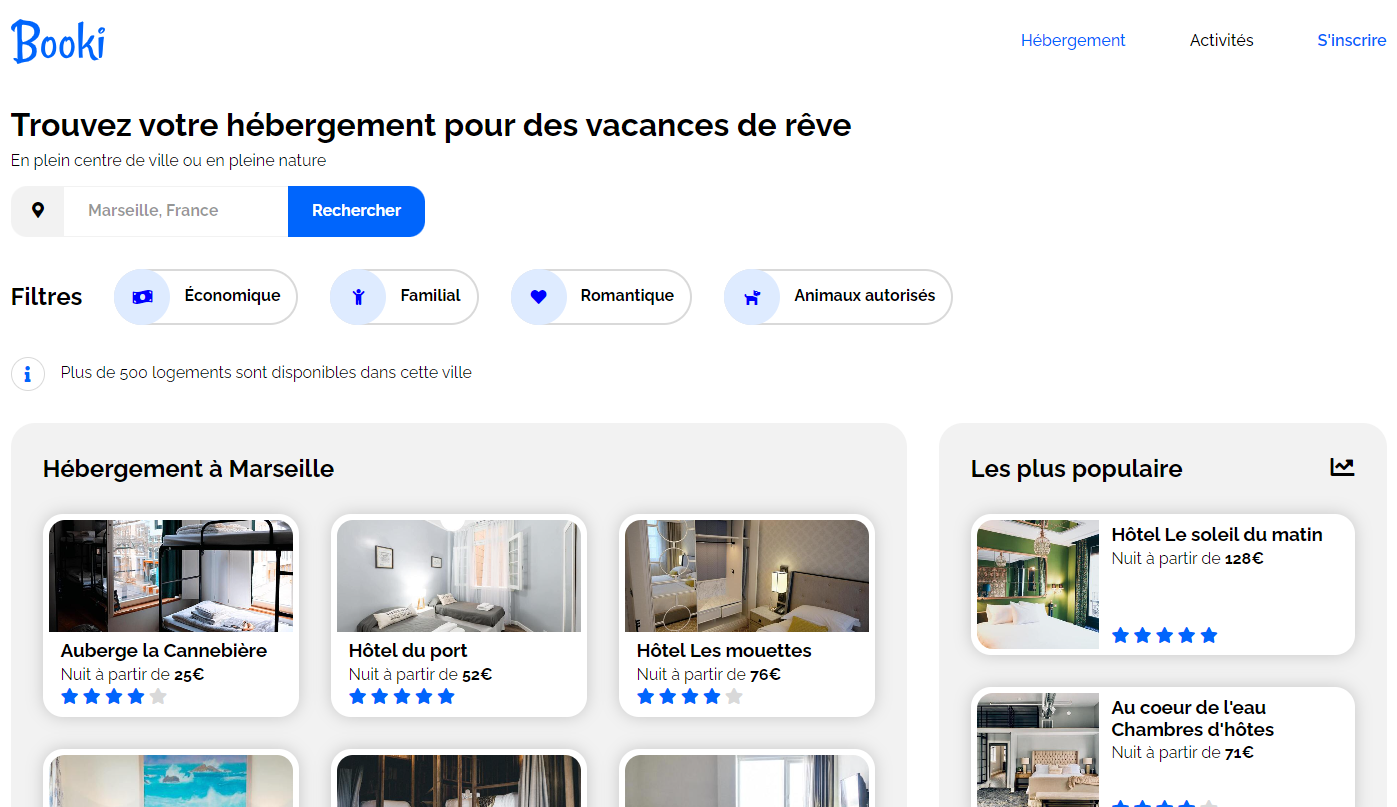 Booki
Hébergement
Activités
S'inscrire
Trouvez votre hébergement pour des vacances de rêve
En plein centre de ville ou en pleine nature
Marseille, France
Rechercher
Filtres
Économique
Familial
Romantique
Animaux autorisés
Plus de 500 logements sont disponibles dans cette ville
Hébergement à Marseille
Auberge la Cannebière
Nuit à partir de 25€
Hôtel du port
Nuit à partir de 52€
Hôtel Les mouettes
Nuit à partir de 76€
Les plus populaire
Hôtel Le soleil du matin
Nuit à partir de 128€
Au coeur de l'eau
Chambres d'hôtes
Nuit à partir de 71€